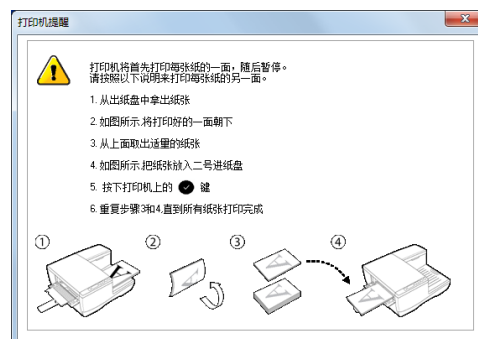 打印机提醒
打印机将首先打印每张纸的一面，随后暂停。
请按照以下说明来打印每张纸的另一面。
1. 从出纸盘中拿出纸张
2. 如图所示.将打印好的一面朝下
3. 从上面取出适量的纸张
4. 如图所示.把纸张放入二号进纸盘
5. 按下打印机上的 键
6. 重复步骤3和4,直到所有纸张打印完成
① ② ③ ④